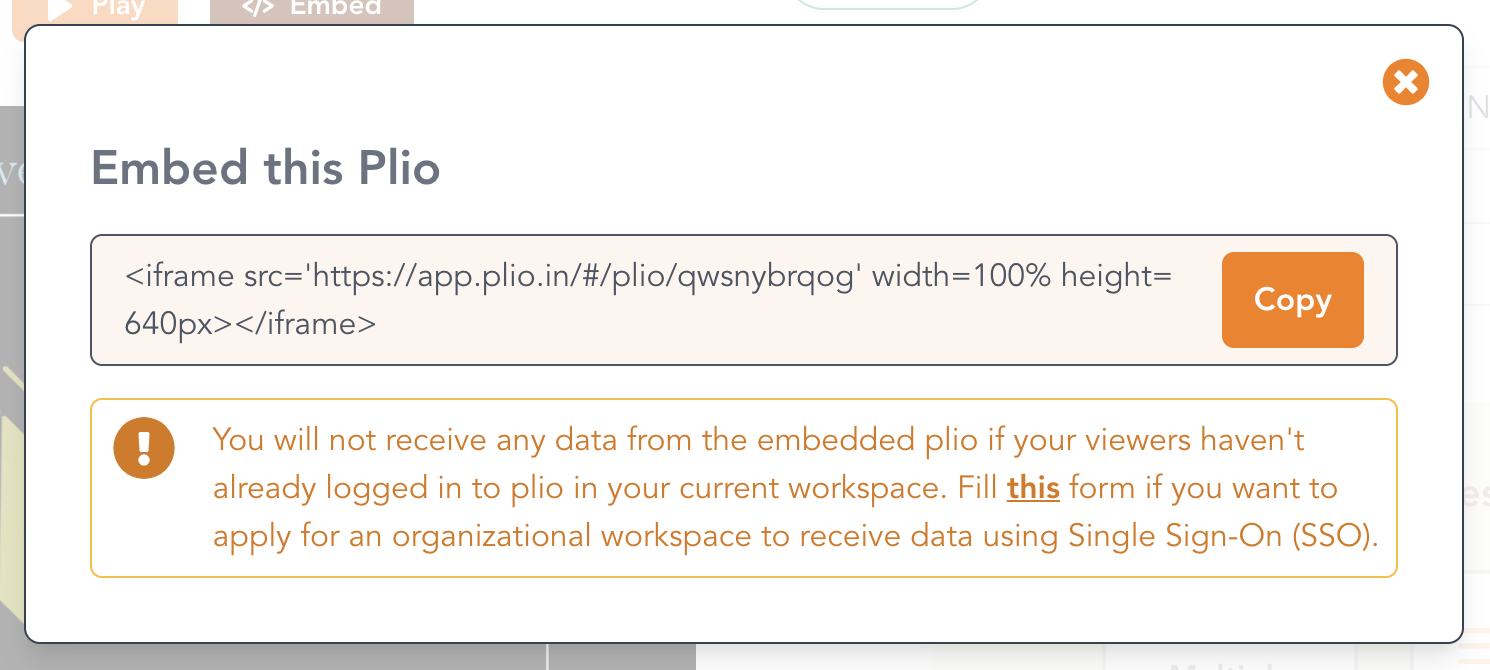 Play
</> Embed
Embed this Plio
<iframe src='https://app.plio.in/#/plio/qwsnybrqog' width=100% height=
640px></iframe>
Copy
You will not receive any data from the embedded plio if your viewers haven't
already logged in to plio in your current workspace. Fill this form if you want to
apply for an organizational workspace to receive data using Single Sign-On (SSO).